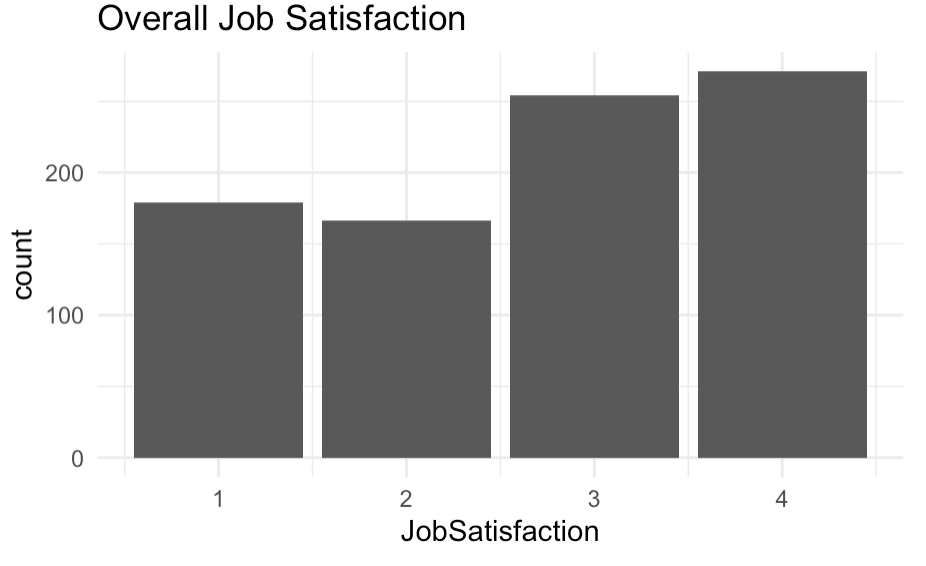 Overall Job Satisfaction
count
200
100
0
1 2 3 4
JobSatisfaction